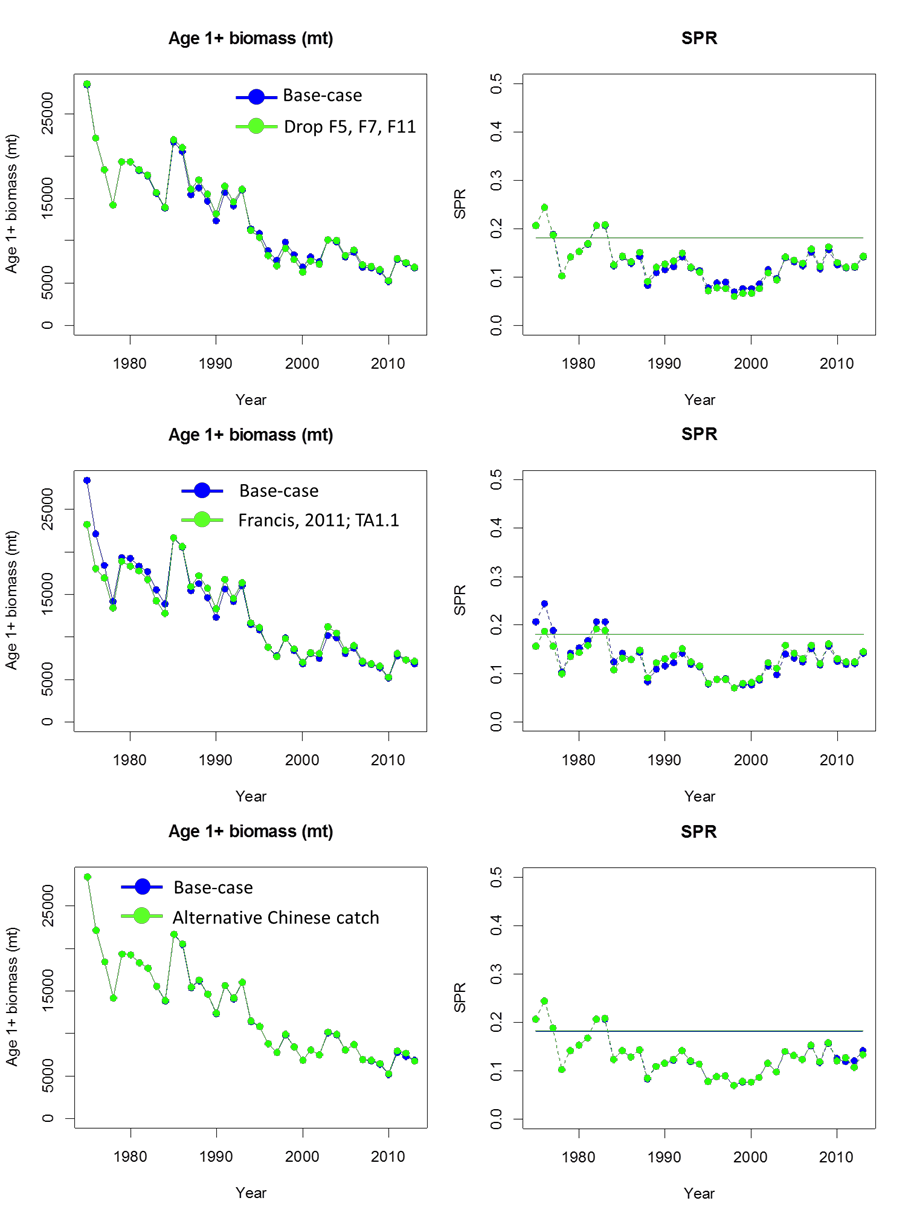 Age 1+ biomass (mt)
SPR
Base-case
Drop F5, F7, F11
Age 1+ biomass (mt)
25000
15000
5000
0
1980
1990
2000
2010
Year
SPR
0.5
0.4
0.3
0.2
0.1
0.0
1980
1990
2000
2010
Year
Age 1+ biomass (mt)
SPR
Base-case
Francis, 2011; TA1.1
Age 1+ biomass (mt)
25000
15000
5000
0
1980
1990
2000
2010
Year
SPR
0.5
0.4
0.3
0.2
0.1
0.0
1980
1990
2000
2010
Year
Age 1+ biomass (mt)
SPR
Base-case
Alternative Chinese catch
Age 1+ biomass (mt)
25000
15000
5000
0
1980
1990
2000
2010
Year
SPR
0.5
0.4
0.3
0.2
0.1
0.0
1980
1990
2000
2010
Year